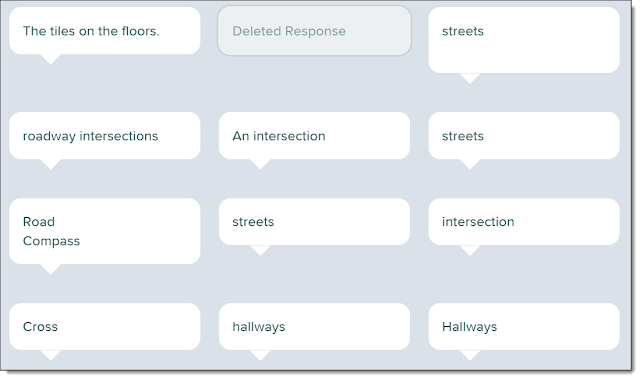 The tiles on the floors.
Deleted Response
streets
roadway intersections
An intersection
streets
Road
Compass
streets
intersection
Cross
hallways
Hallways